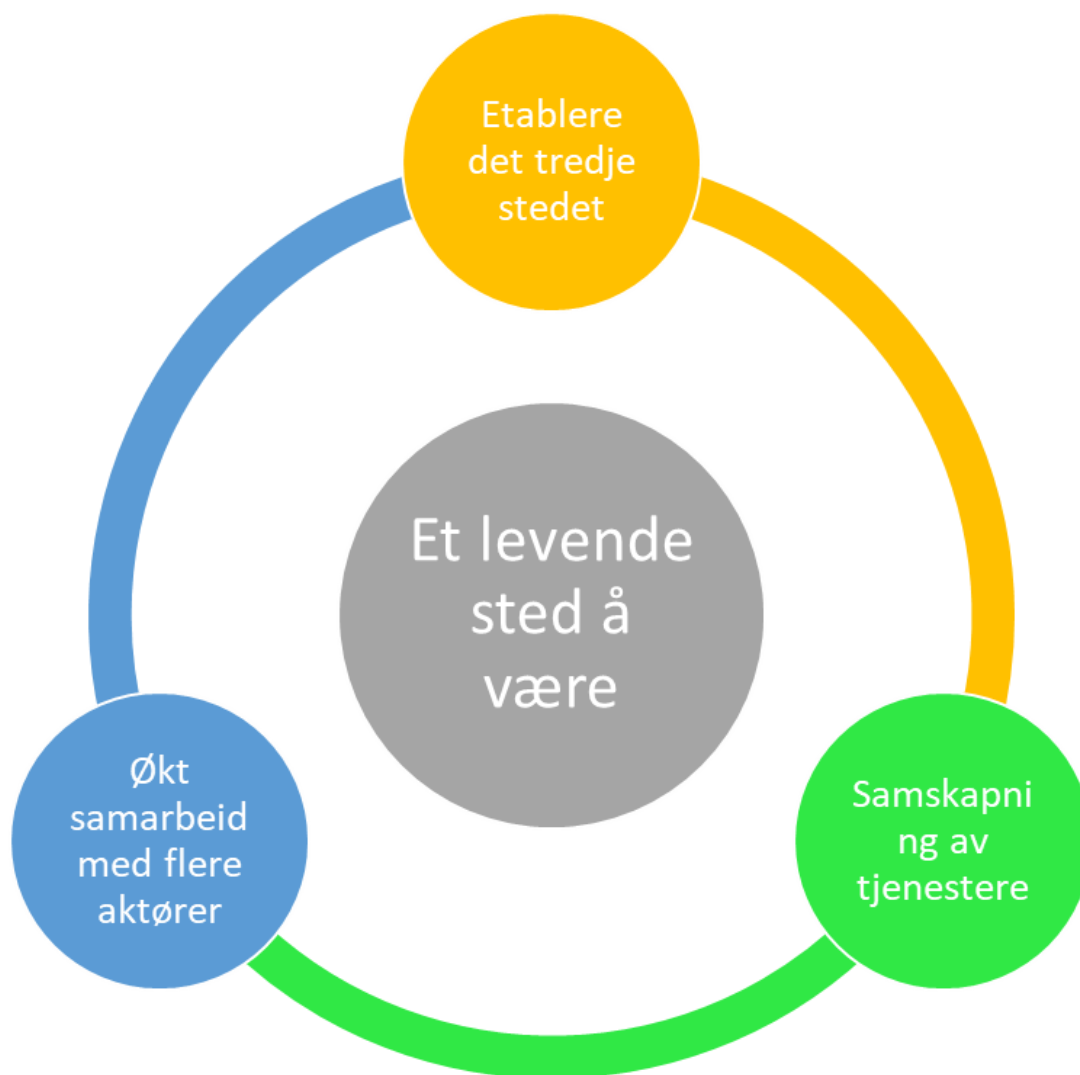 Etablere
det tredje
stedet
Et levende
sted å
være
Økt
samarbeid
med flere
aktører
Samskapni
ng av
tjenestere